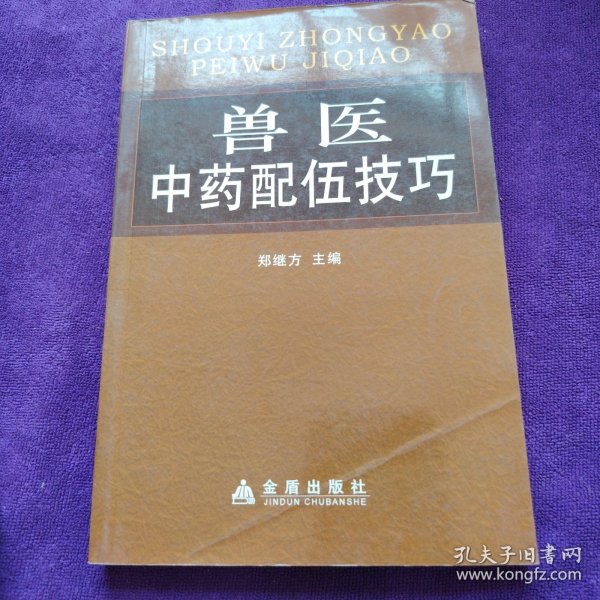 SHOUYI ZHONGYAO
PEIWU JIQIAO
兽医
中药配伍技巧
郑继方 主编
金盾出版社
JINDUN CHUBANSHE
孔夫子旧书网
www.kongfz.com